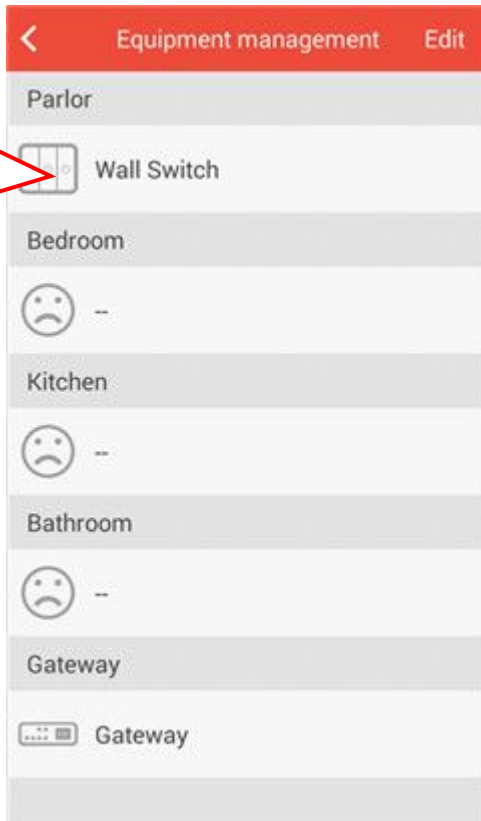 Equipment management Edit
Parlor
Wall Switch
Bedroom
--
Kitchen
--
Bathroom
--
Gateway
Gateway